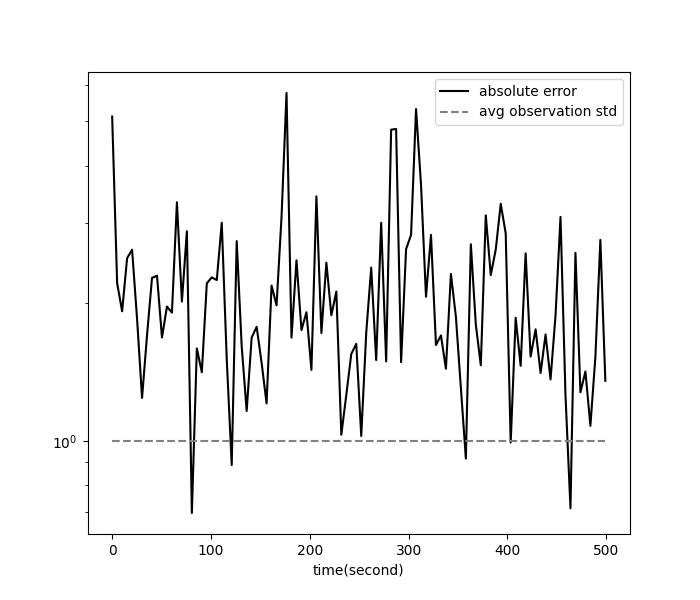 absolute error
avg observation std
10⁰
0 100 200 300 400 500
time(second)